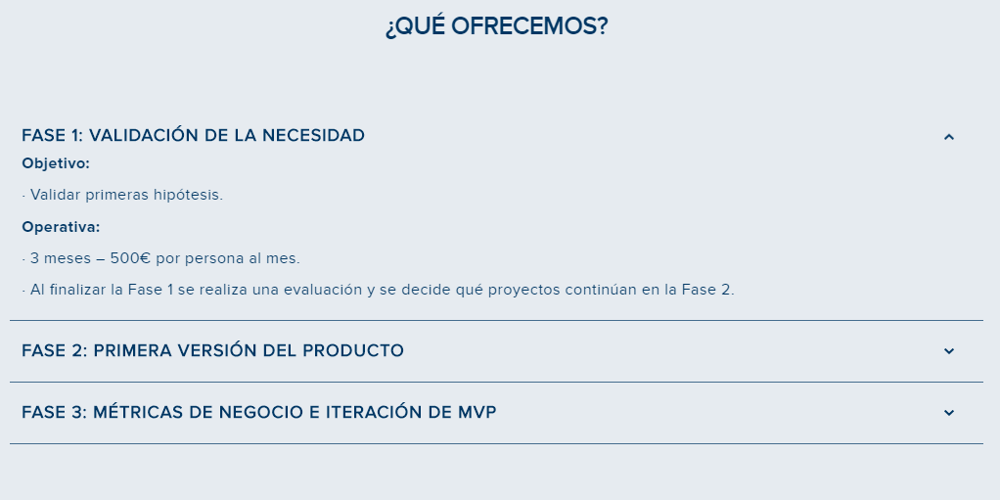 ¿QUÉ OFRECEMOS?
FASE 1: VALIDACIÓN DE LA NECESIDAD
Objetivo:
· Validar primeras hipótesis.
Operativa:
· 3 meses – 500€ por persona al mes.
· Al finalizar la Fase 1 se realiza una evaluación y se decide qué proyectos continúan en la Fase 2.
FASE 2: PRIMERA VERSIÓN DEL PRODUCTO
FASE 3: MÉTRICAS DE NEGOCIO E ITERACIÓN DE MVP